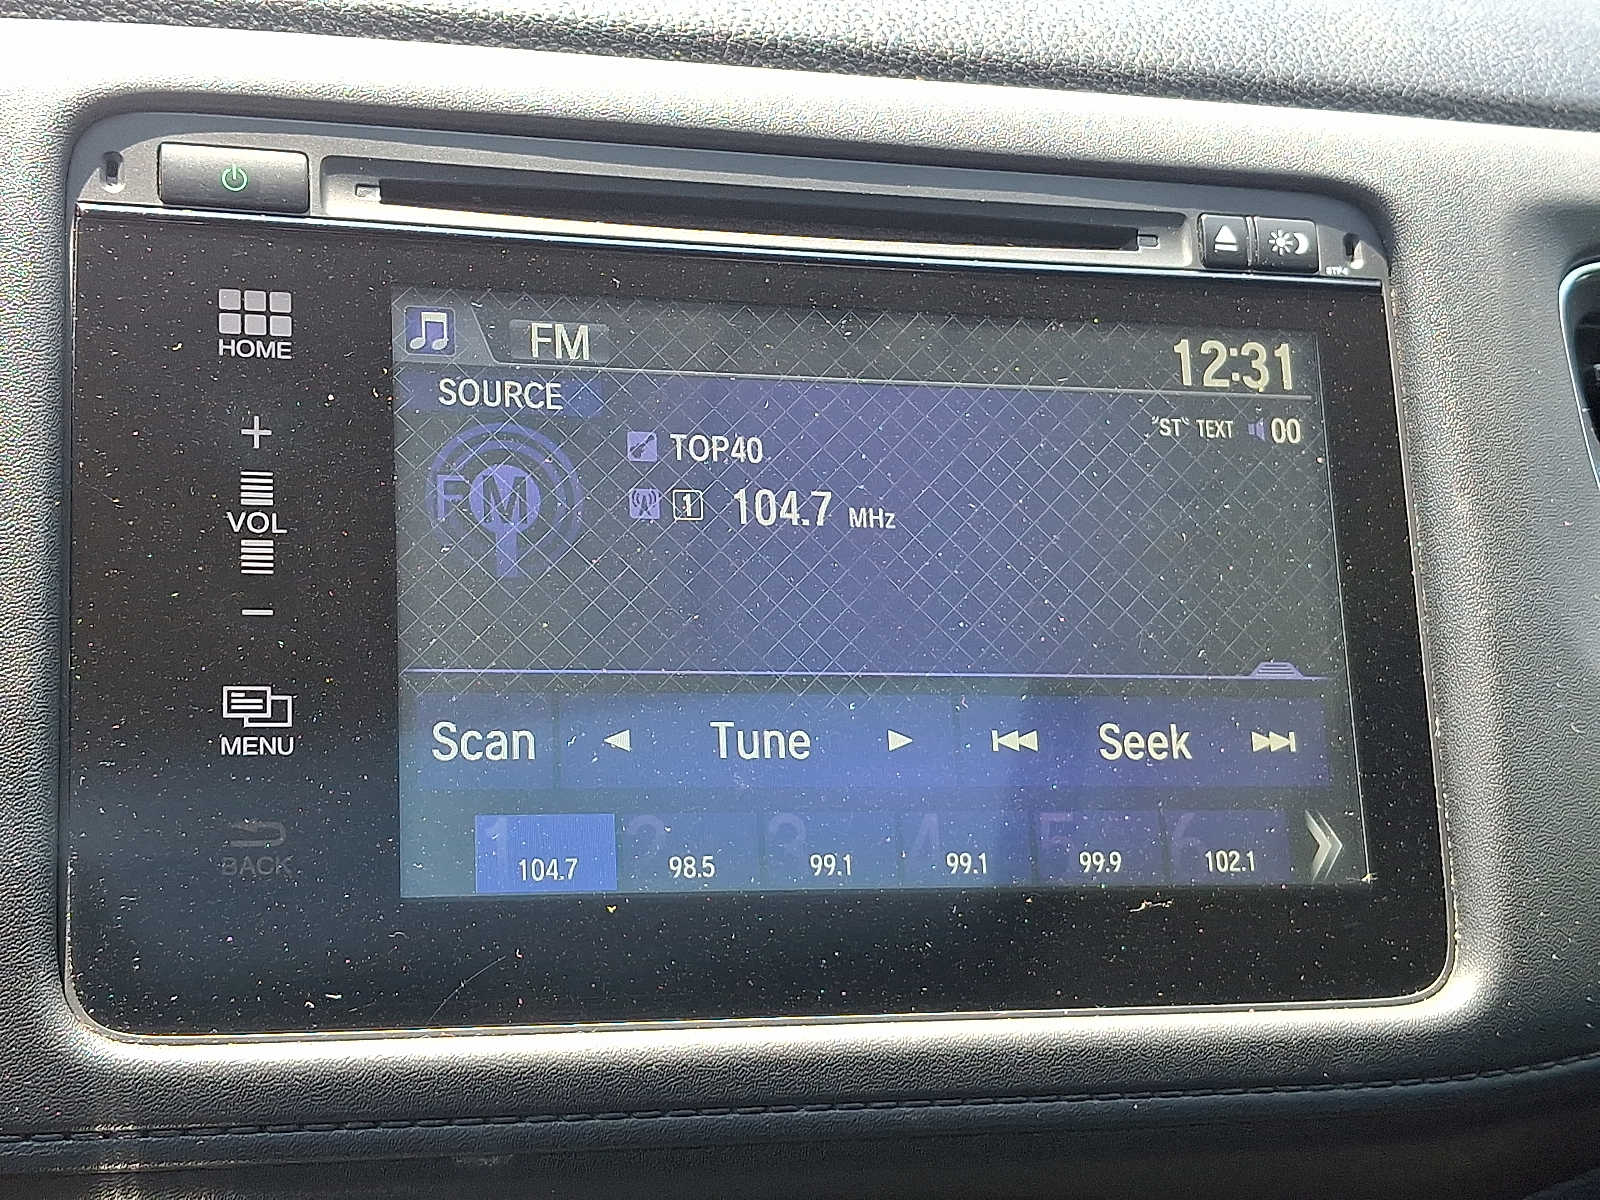 HOME
+
VOL
−
MENU
BACK
FM
12:31
SOURCE
"ST" TEXT 00
FM
TOP40
1 104.7 MHz
Scan Tune Seek
1 2 3 4 5 6
104.7 98.5 99.1 99.1 99.9 102.1